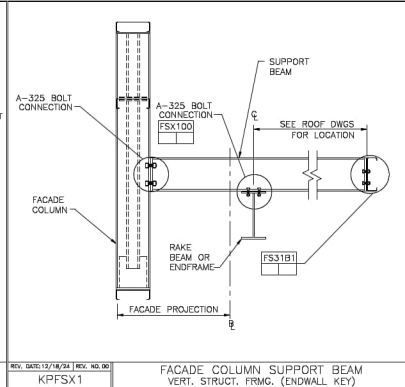 SUPPORT
BEAM
A-325 BOLT
CONNECTION
A-325 BOLT
CONNECTION
FSX100
SEE ROOF DWGS
FOR LOCATION
FACADE
COLUMN
RAKE
BEAM OR
ENDFRAME
FS31B1
FACADE PROJECTION
REV. DATE: 12/18/24 REV. NO. 00
KPFSX1
FACADE COLUMN SUPPORT BEAM
VERT. STRUCT. FRMG. (ENDWALL KEY)